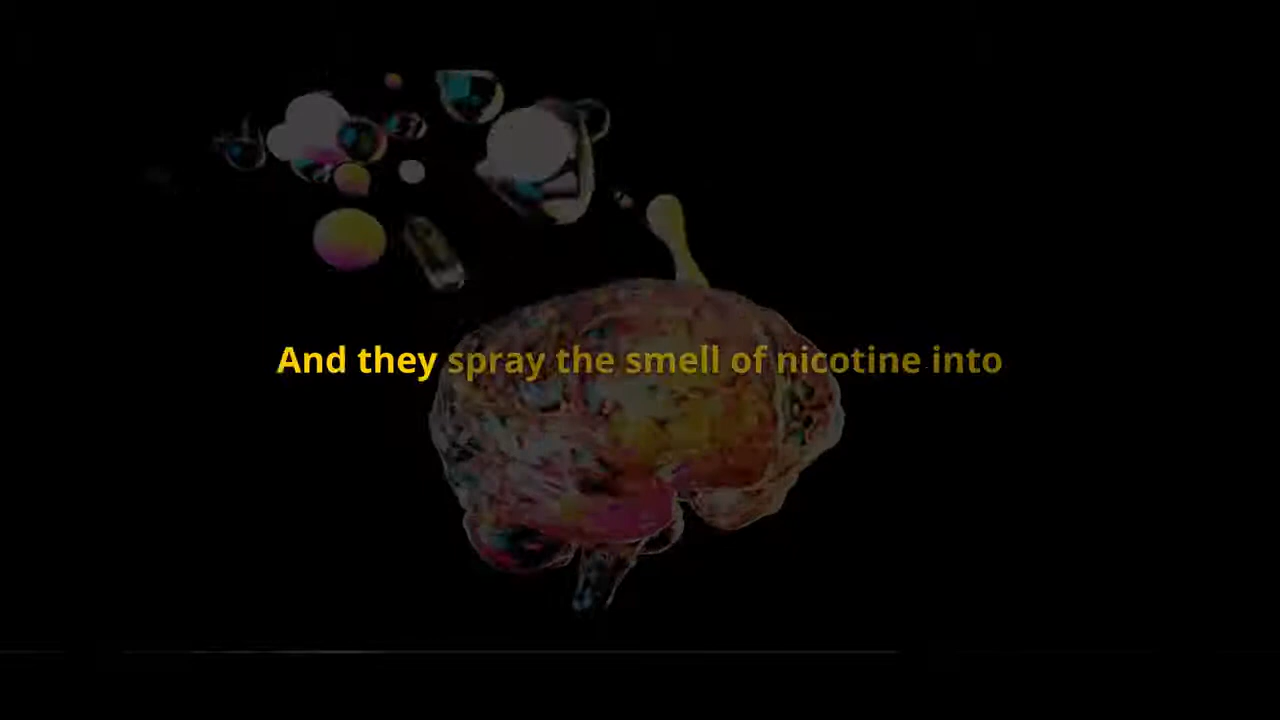 And they spray the smell of nicotine into